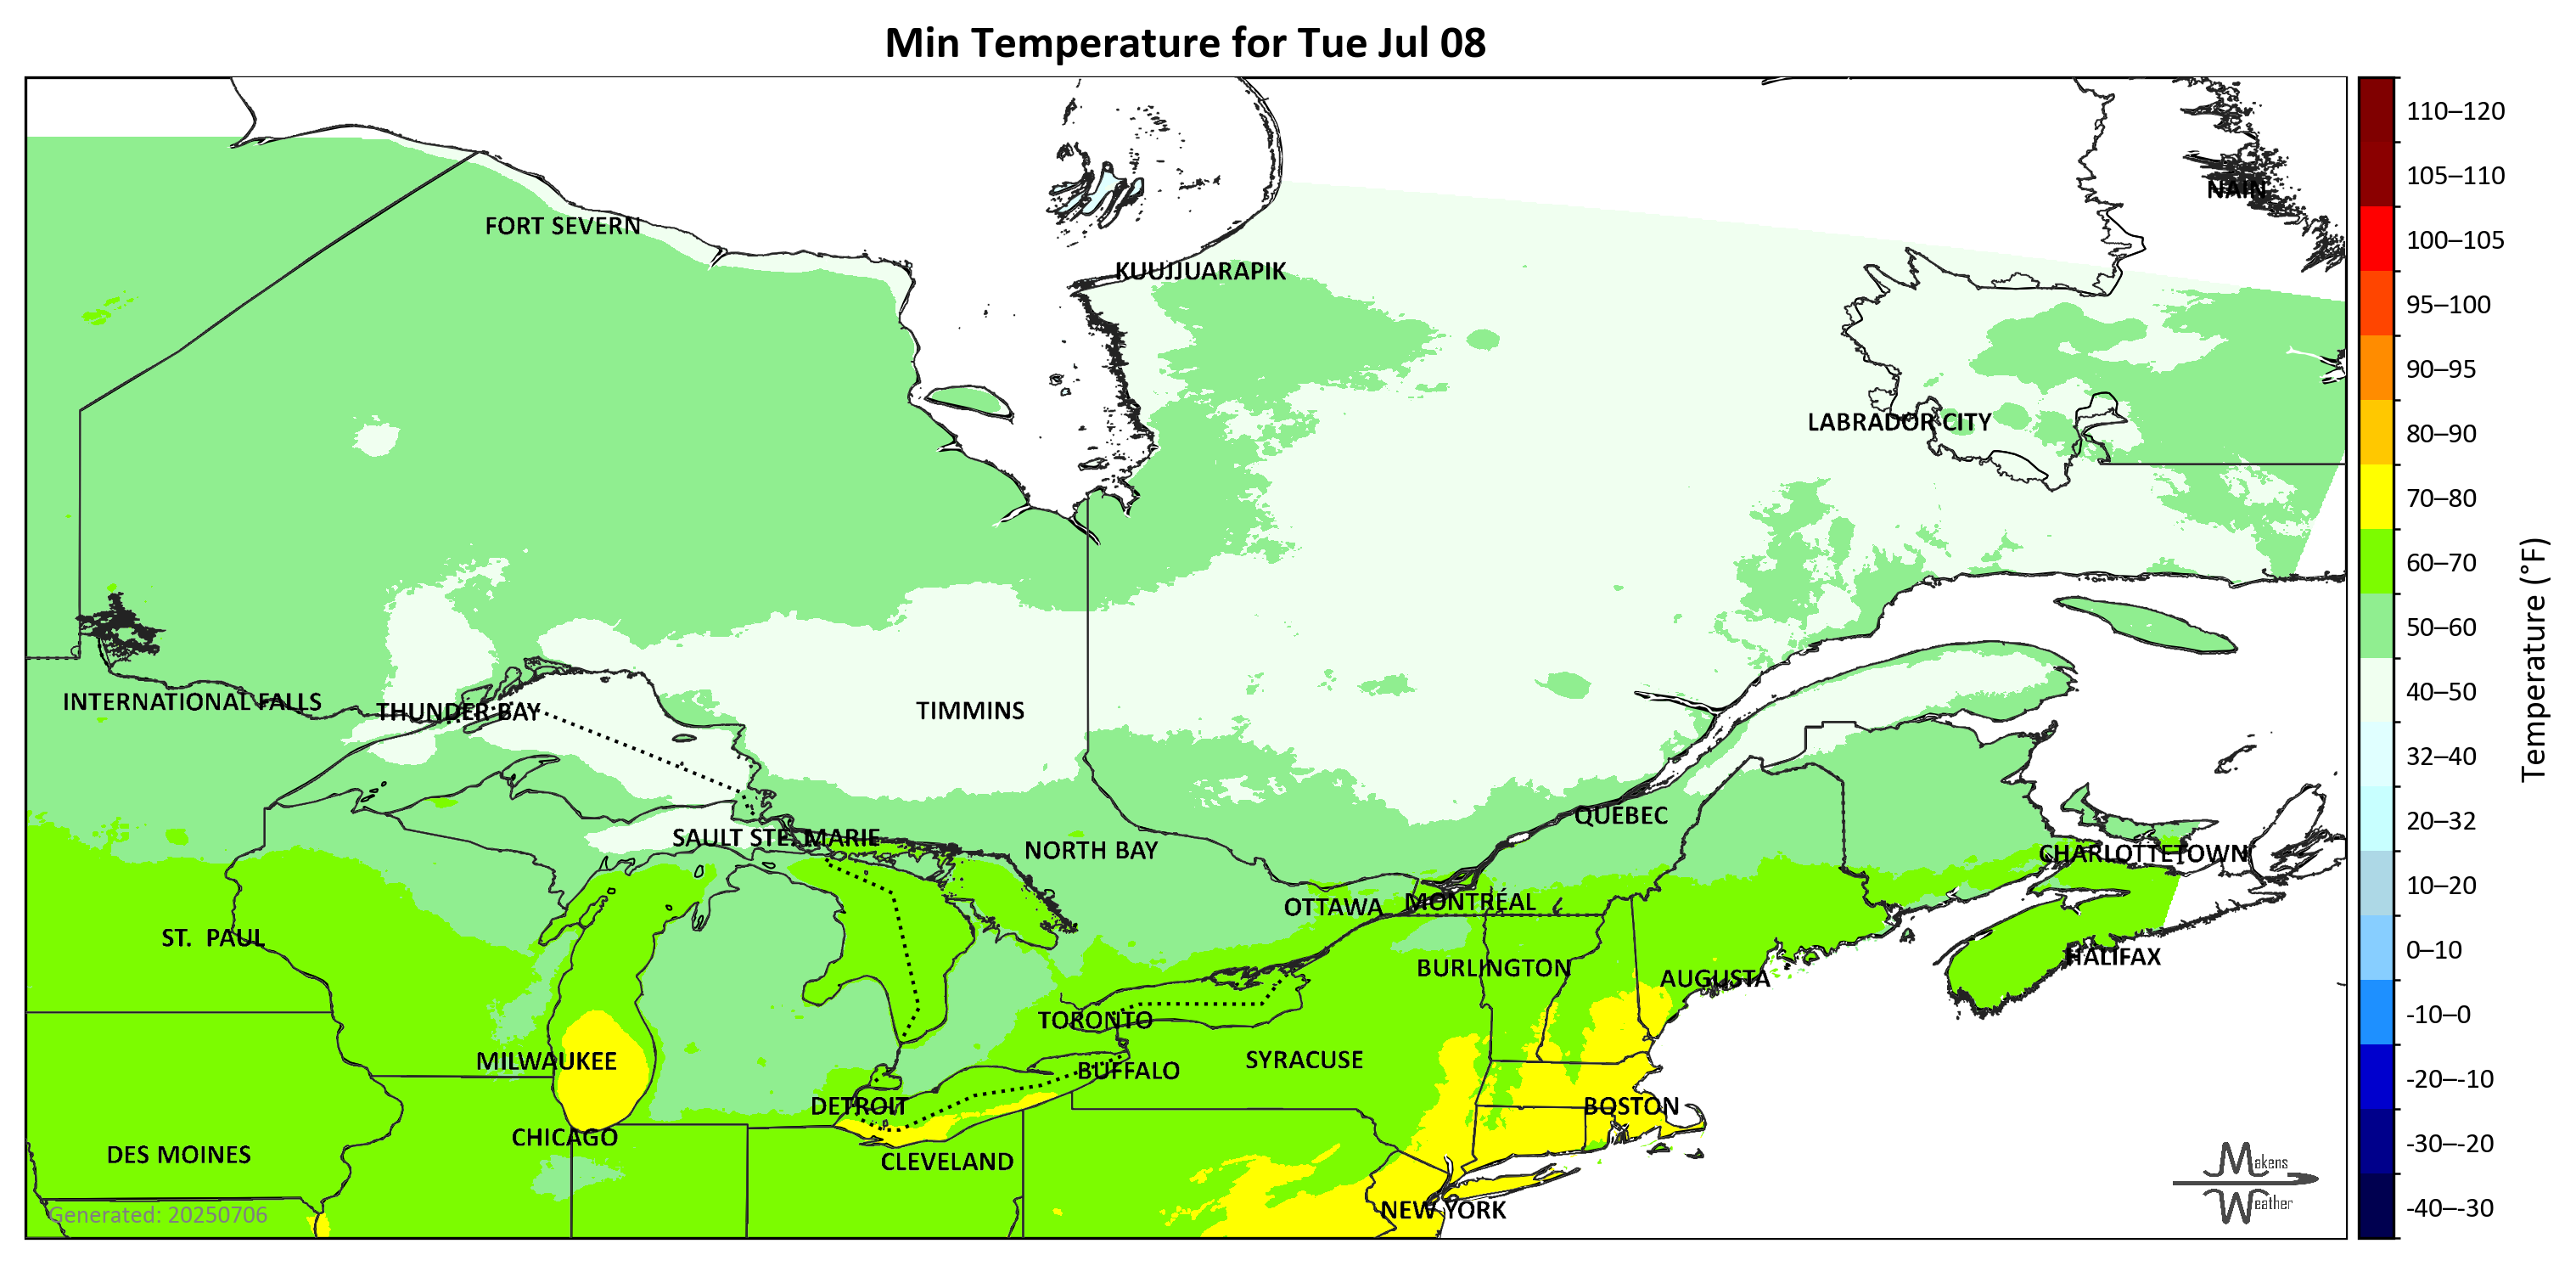 Min Temperature for Tue Jul 08
110–120
105–110
100–105
95–100
90–95
80–90
70–80
60–70
50–60
40–50
32–40
20–32
10–20
0–10
-10–0
-20–-10
-30–-20
-40–-30
Temperature (°F)
NAIN
FORT SEVERN
KUUJJUARAPIK
LABRADOR CITY
INTERNATIONAL FALLS
THUNDER BAY
TIMMINS
QUEBEC
SAULT STE. MARIE
NORTH BAY
CHARLOTTETOWN
OTTAWA
MONTRÉAL
ST. PAUL
HALIFAX
BURLINGTON
AUGUSTA
TORONTO
MILWAUKEE
SYRACUSE
BUFFALO
DETROIT
BOSTON
CHICAGO
DES MOINES
CLEVELAND
NEW YORK
Generated: 20250706
Makens
Weather